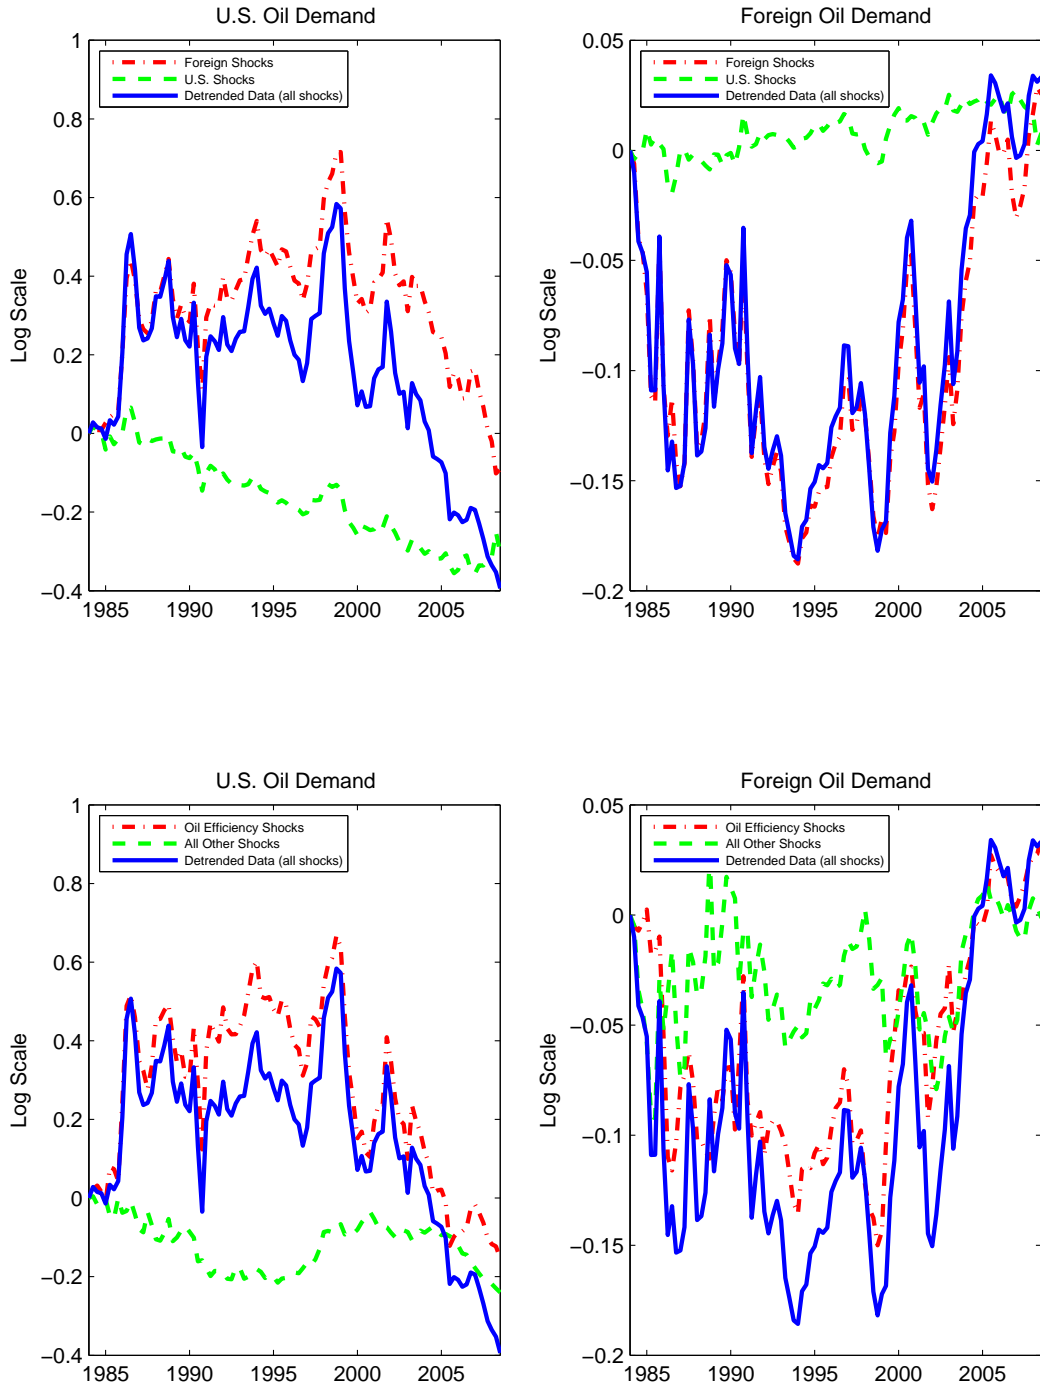 U.S. Oil Demand
1
0.8
0.6
0.4
0.2
0
−0.2
−0.4
Log Scale
Foreign Shocks
U.S. Shocks
Detrended Data (all shocks)
1985 1990 1995 2000 2005
Foreign Oil Demand
0.05
0
−0.05
−0.1
−0.15
−0.2
Log Scale
Foreign Shocks
U.S. Shocks
Detrended Data (all shocks)
1985 1990 1995 2000 2005
U.S. Oil Demand
1
0.8
0.6
0.4
0.2
0
−0.2
−0.4
Log Scale
Oil Efficiency Shocks
All Other Shocks
Detrended Data (all shocks)
1985 1990 1995 2000 2005
Foreign Oil Demand
0.05
0
−0.05
−0.1
−0.15
−0.2
Log Scale
Oil Efficiency Shocks
All Other Shocks
Detrended Data (all shocks)
1985 1990 1995 2000 2005